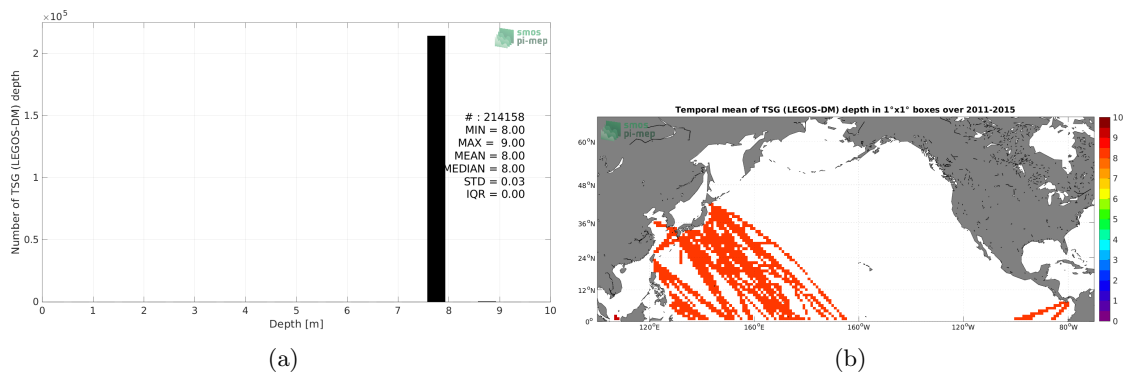 ×10⁵
smos
pi-mep
Number of TSG (LEGOS-DM) depth
2
1.5
1
0.5
0
# : 214158
MIN = 8.00
MAX = 9.00
MEAN = 8.00
MEDIAN = 8.00
STD = 0.03
IQR = 0.00
0 1 2 3 4 5 6 7 8 9 10
Depth [m]
(a)
Temporal mean of TSG (LEGOS-DM) depth in 1°x1° boxes over 2011-2015
smos
pi-mep
60°N
48°N
36°N
24°N
12°N
0°
120°E 160°E 160°W 120°W 80°W
10
9
8
7
6
5
4
3
2
1
0
(b)